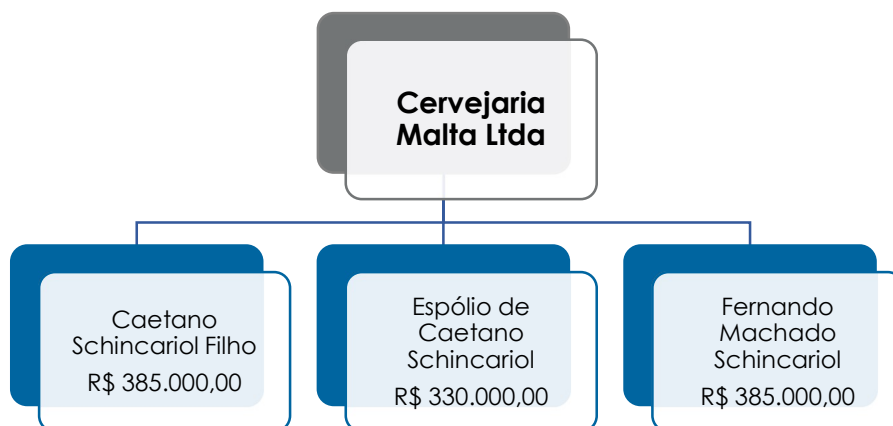 Cervejaria
Malta Ltda
Caetano
Schincariol Filho
R$ 385.000,00
Espólio de
Caetano
Schincariol
R$ 330.000,00
Fernando
Machado
Schincariol
R$ 385.000,00